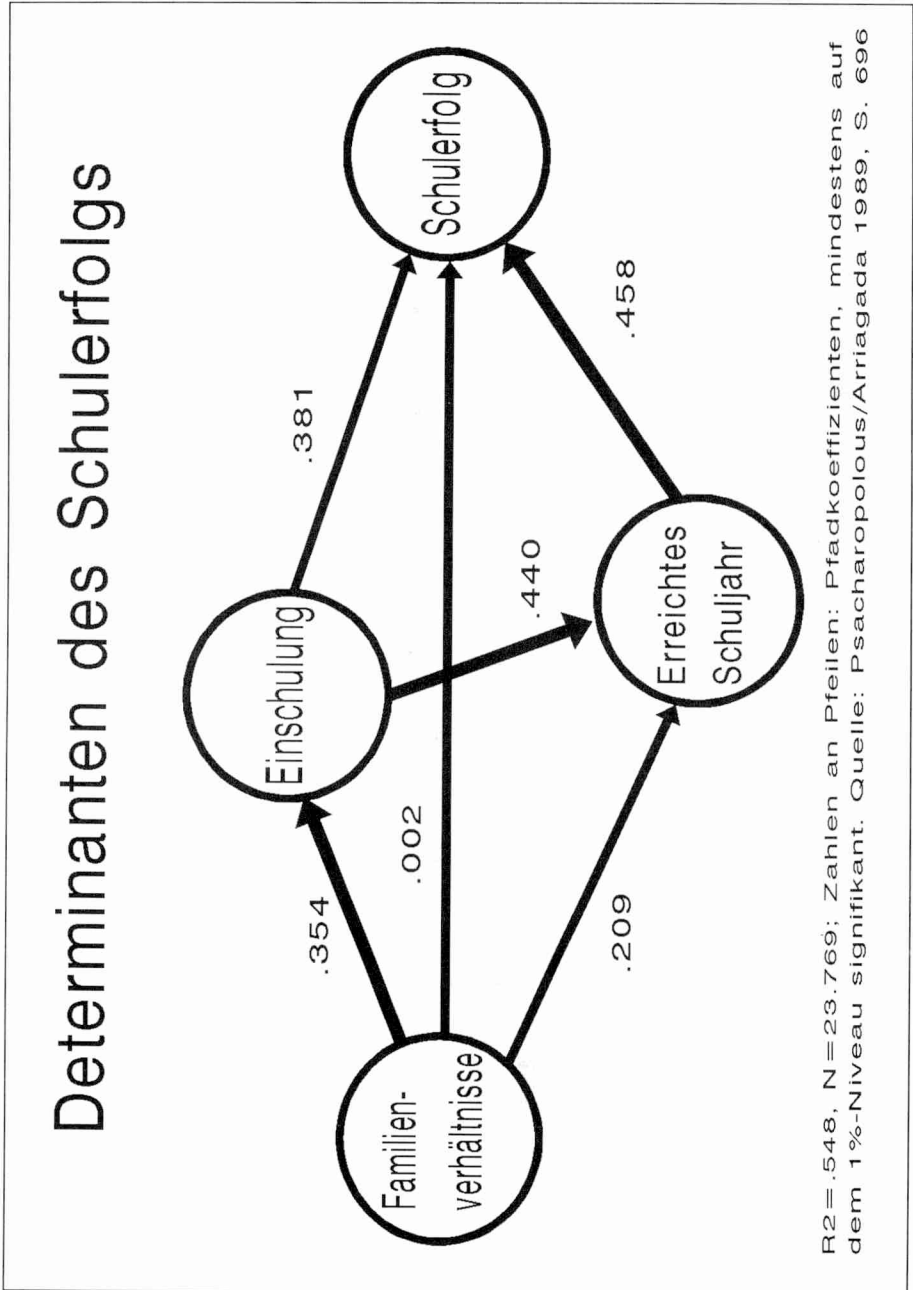 Determinanten des Schulerfolgs
Einschulung
.381
Schulerfolg
.354
.002
.440
Familien-
verhältnisse
.458
.209
Erreichtes
Schuljahr
R2=.548, N=23.769; Zahlen an Pfeilen: Pfadkoeffizienten, mindestens auf
dem 1%-Niveau signifikant. Quelle: Psacharopolous/Arriagada 1989, S. 696